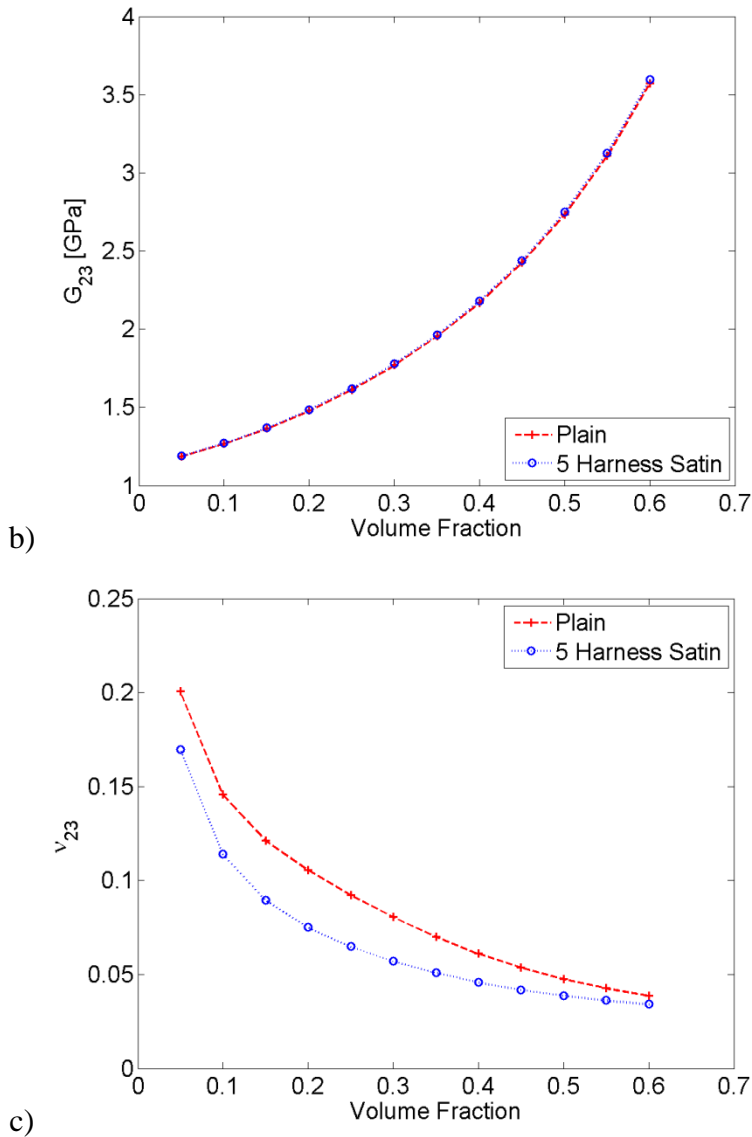 4
3.5
3
2.5
2
1.5
1
G23 [GPa]
Plain
5 Harness Satin
0 0.1 0.2 0.3 0.4 0.5 0.6 0.7
Volume Fraction
b)
0.25
0.2
0.15
0.1
0.05
0
ν23
Plain
5 Harness Satin
0 0.1 0.2 0.3 0.4 0.5 0.6 0.7
Volume Fraction
c)